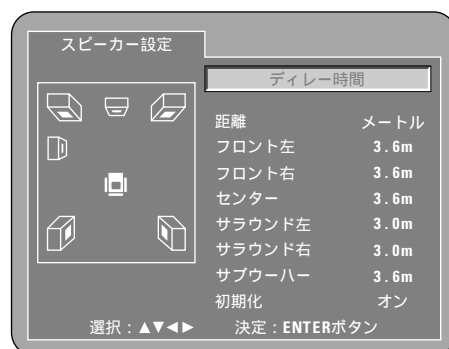 スピーカー設定
ディレー時間
距離 メートル
フロント左 3.6m
フロント右 3.6m
センター 3.6m
サラウンド左 3.0m
サラウンド右 3.0m
サブウーハー 3.6m
初期化 オン
選択：▲▼◀▶ 決定：ENTERボタン